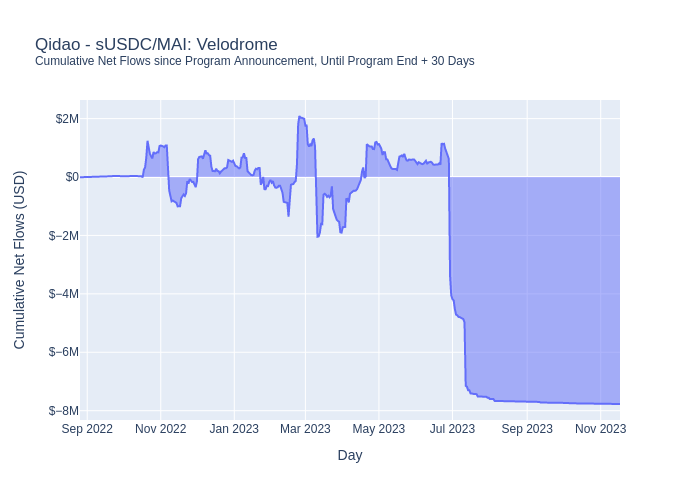 Qidao - sUSDC/MAI: Velodrome
Cumulative Net Flows since Program Announcement, Until Program End + 30 Days
Cumulative Net Flows (USD)
$2M
$0
$−2M
$−4M
$−6M
$−8M
Sep 2022 Nov 2022 Jan 2023 Mar 2023 May 2023 Jul 2023 Sep 2023 Nov 2023
Day